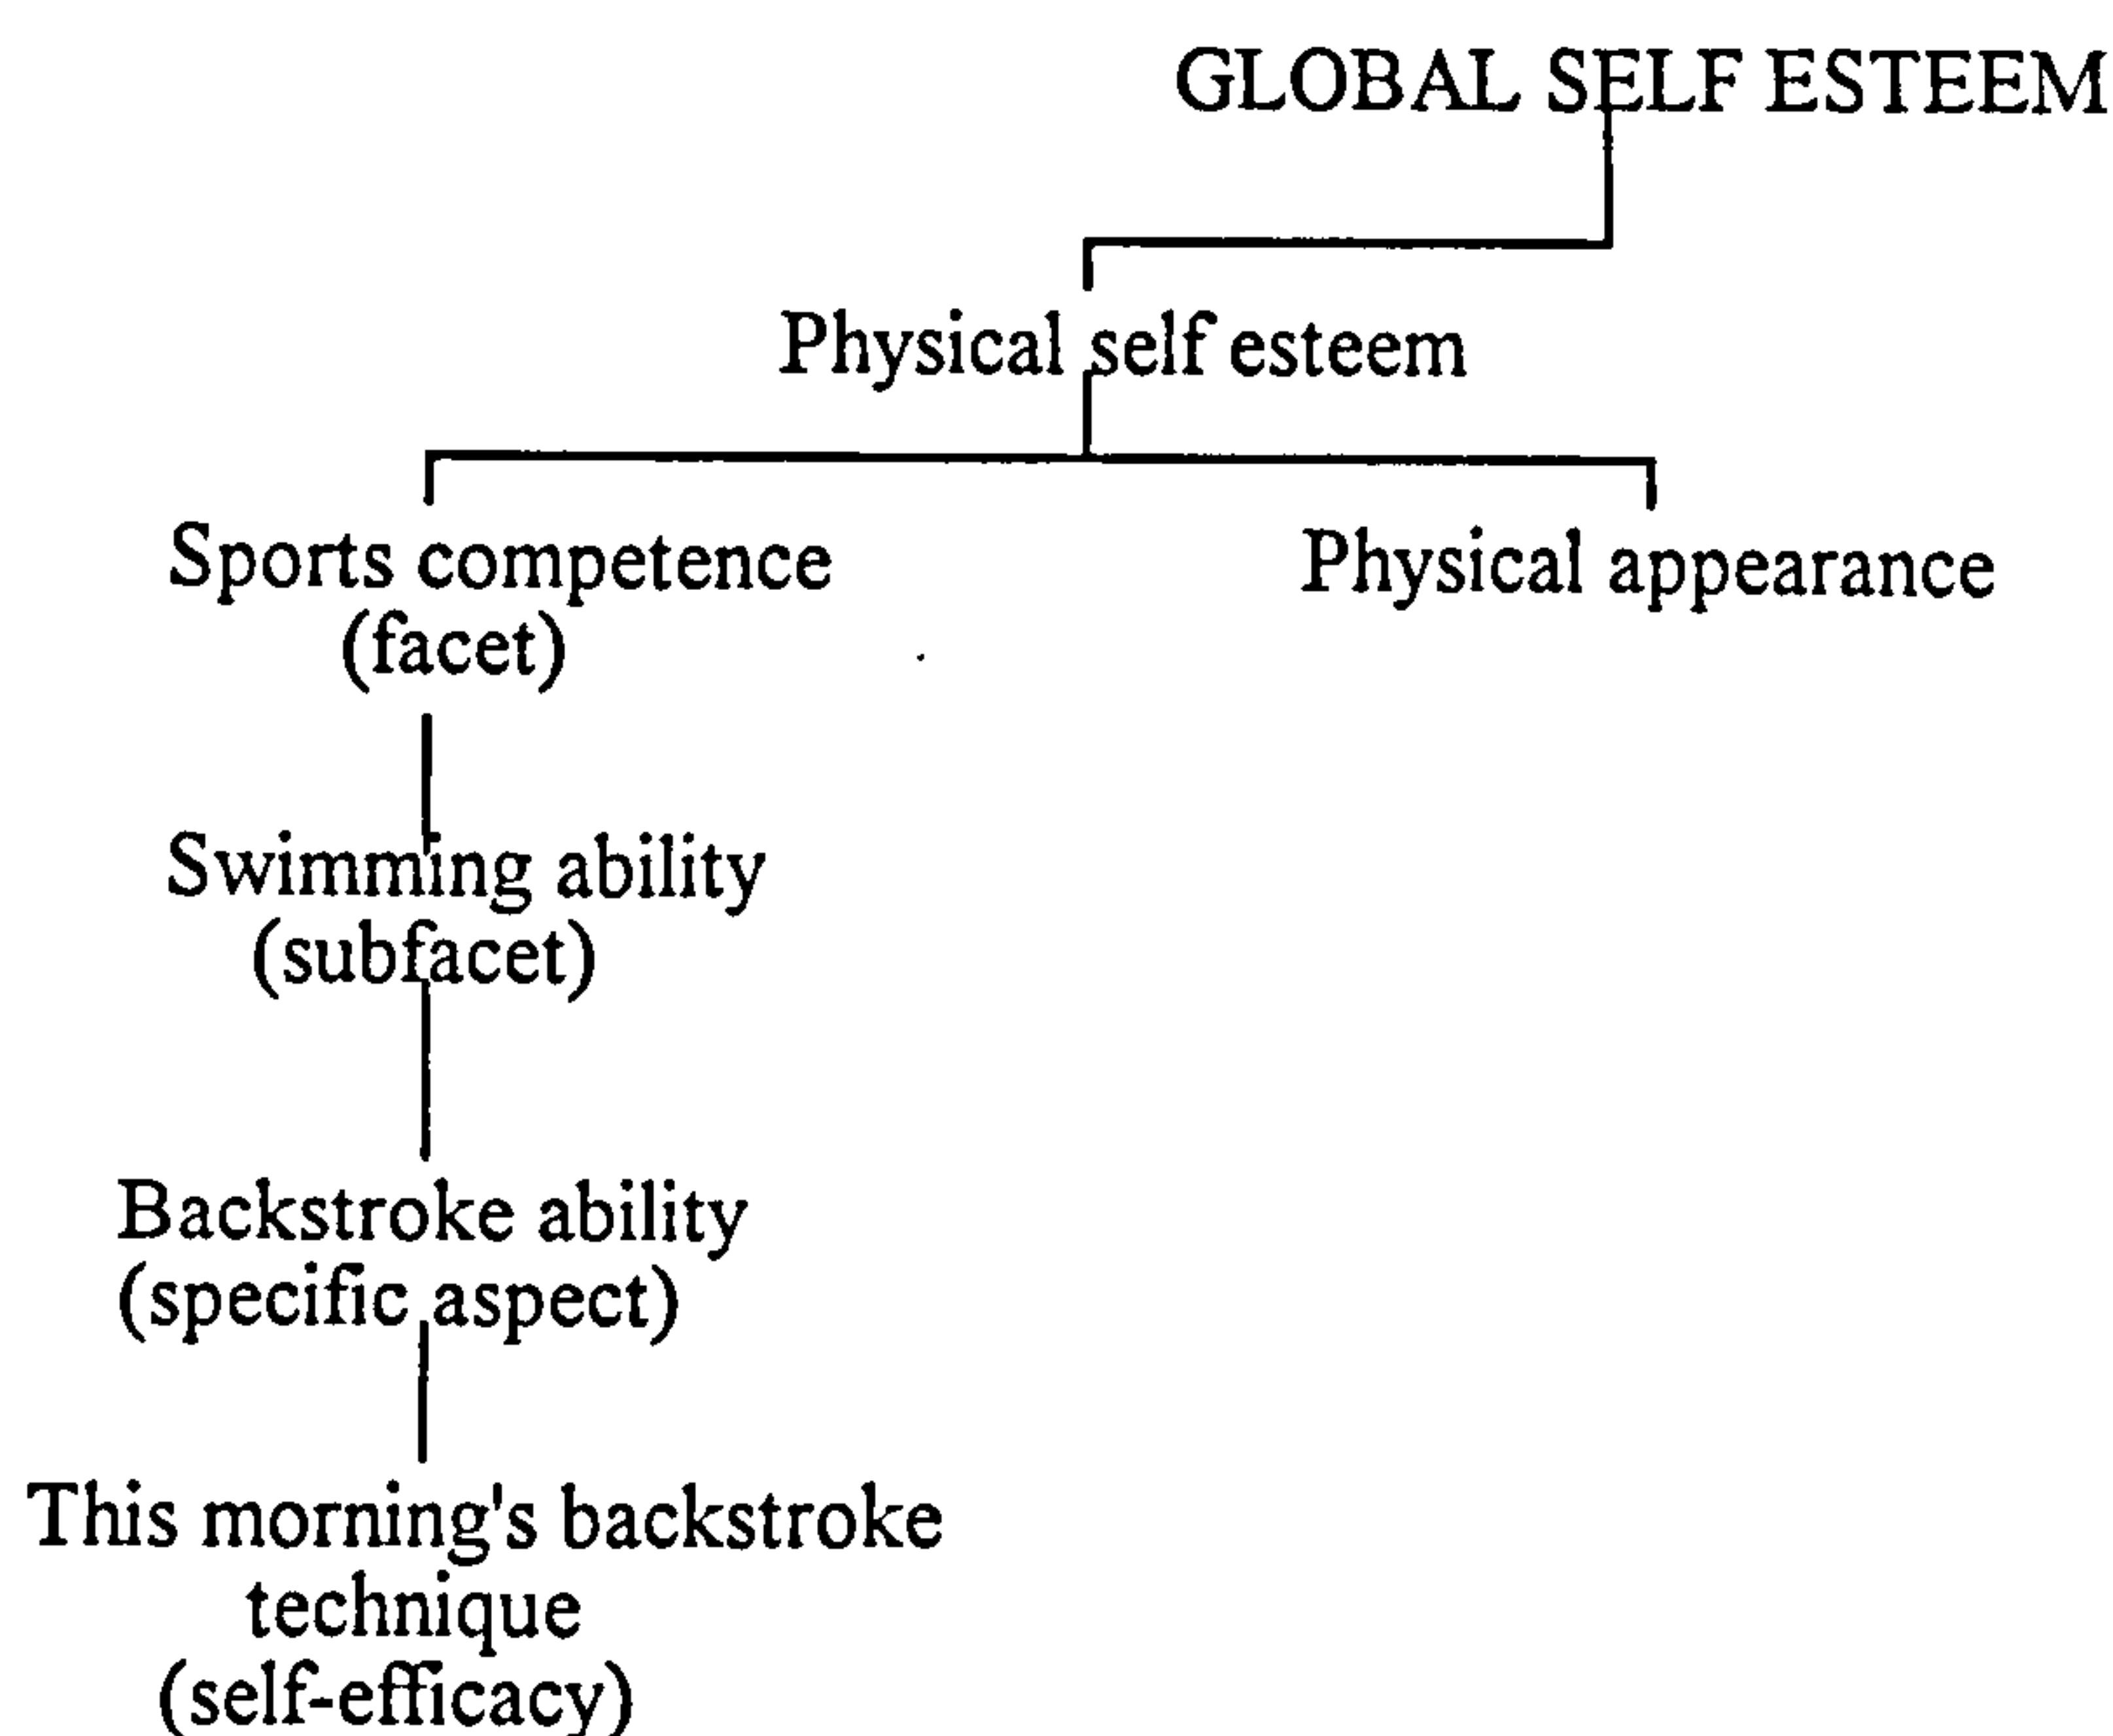 GLOBAL SELF ESTEEM
Physical self esteem
Sports competence
(facet)
Physical appearance
Swimming ability
(subfacet)
Backstroke ability
(specific aspect)
This morning's backstroke
technique
(self-efficacy)